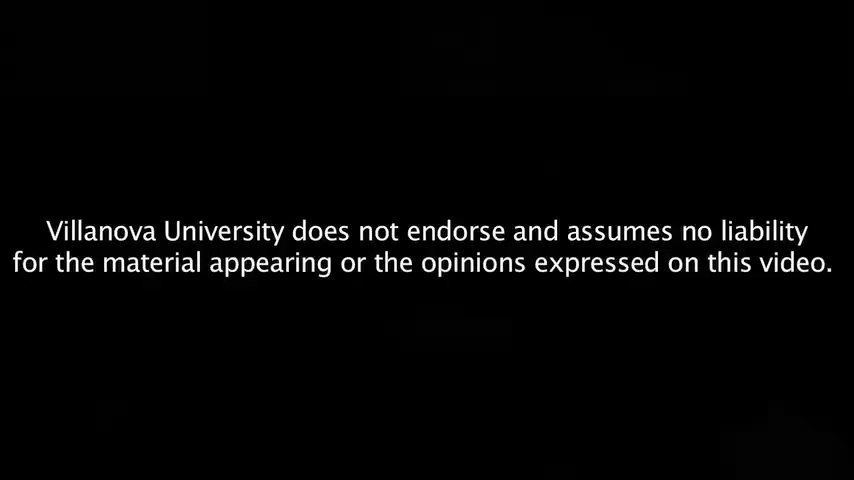 Villanova University does not endorse and assumes no liability
for the material appearing or the opinions expressed on this video.